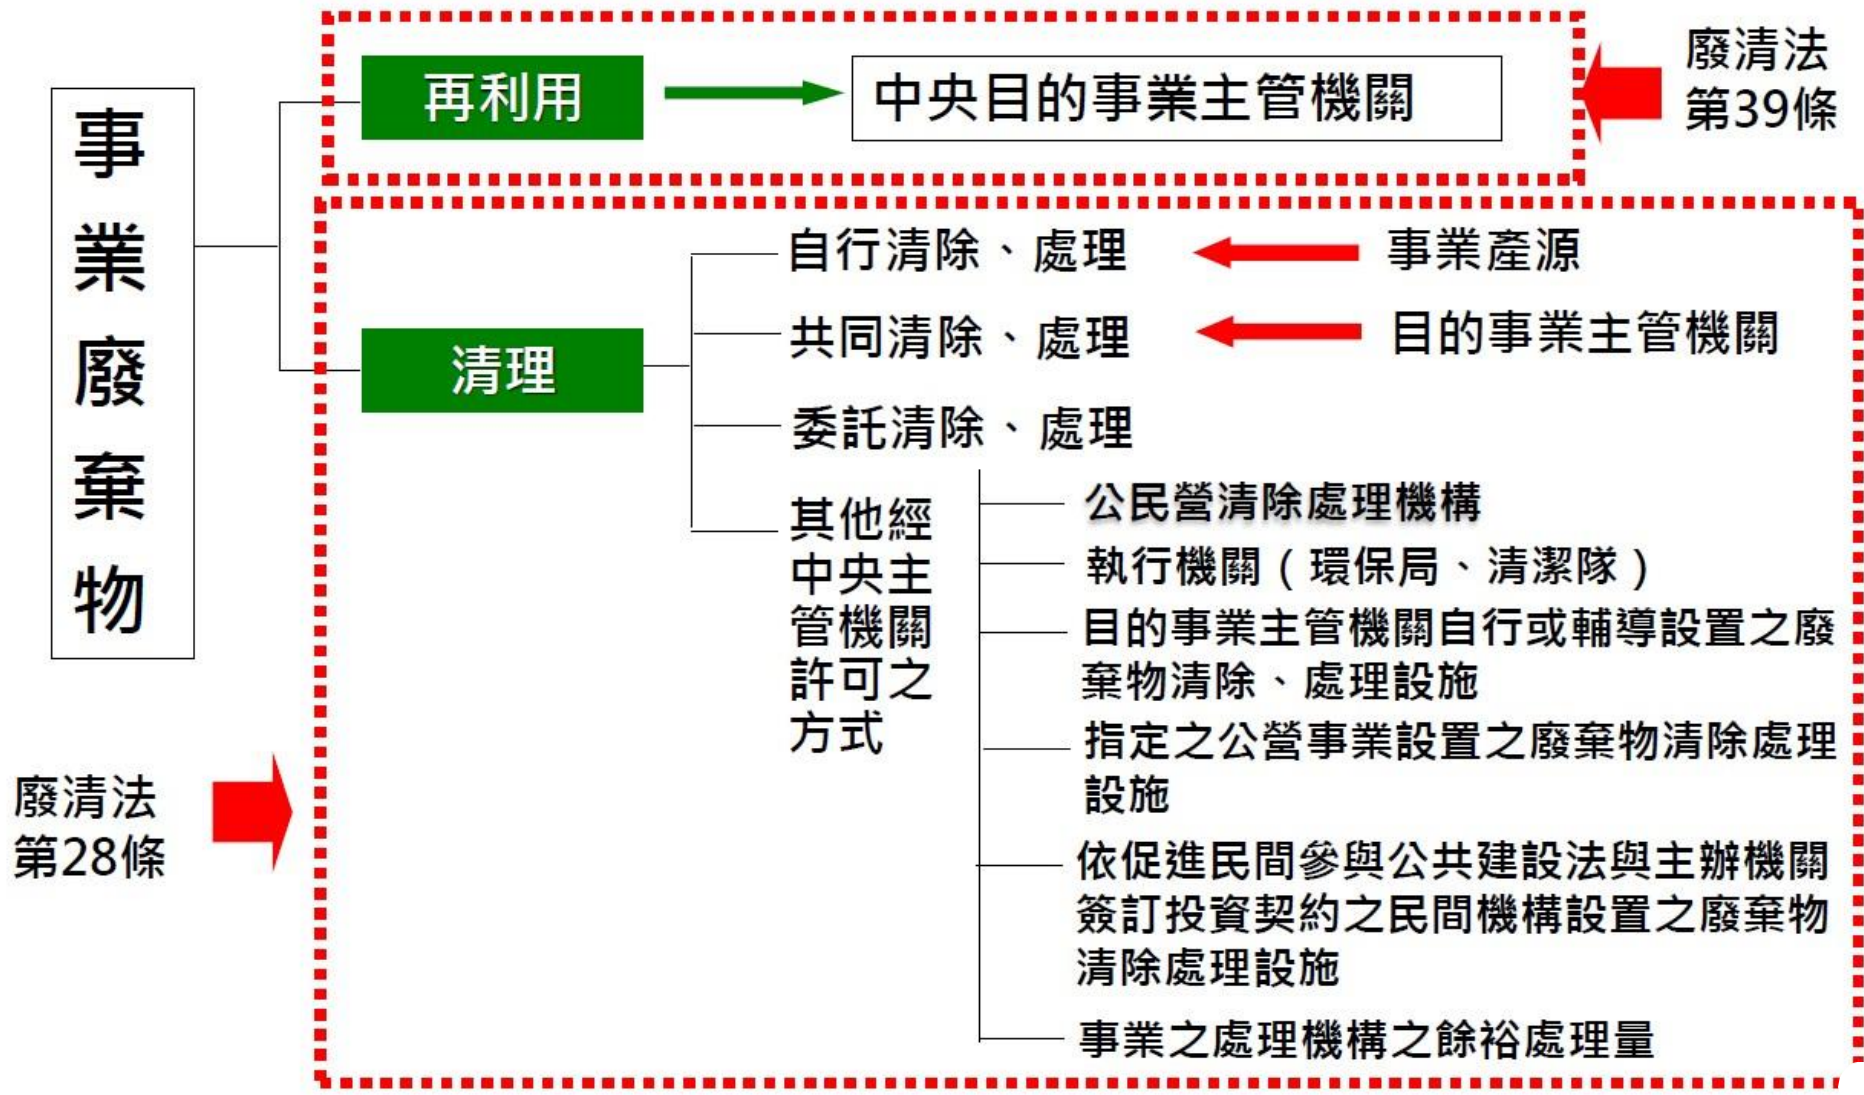 事業廢棄物
再利用
中央目的事業主管機關
廢清法
第39條
清理
自行清除、處理
事業產源
共同清除、處理
目的事業主管機關
委託清除、處理
公民營清除處理機構
執行機關（環保局、清潔隊）
目的事業主管機關自行或輔導設置之廢
棄物清除、處理設施
指定之公營事業設置之廢棄物清除處理
設施
依促進民間參與公共建設法與主辦機關
簽訂投資契約之民間機構設置之廢棄物
清除處理設施
事業之處理機構之餘裕處理量
其他經
中央主
管機關
許可之
方式
廢清法
第28條